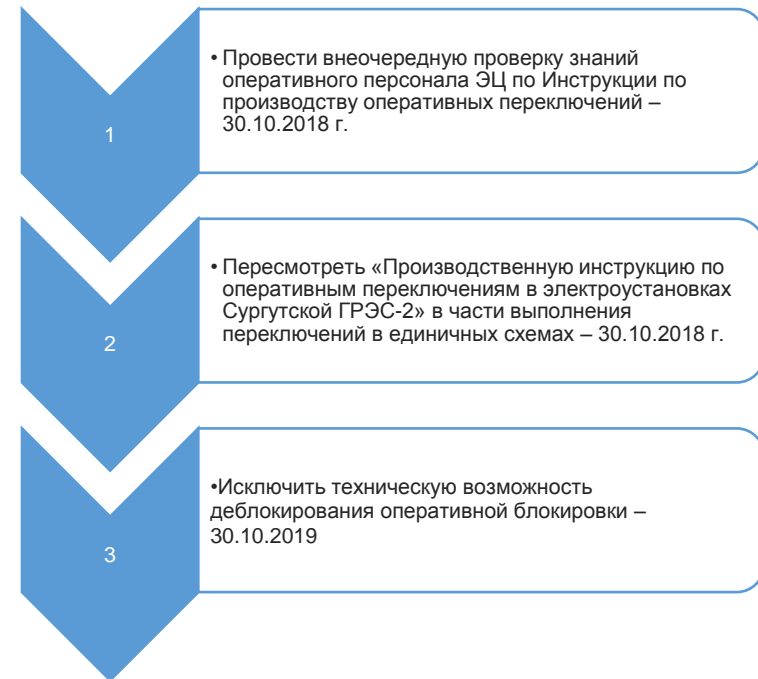 1
• Провести внеочередную проверку знаний
оперативного персонала ЭЦ по Инструкции по
производству оперативных переключений –
30.10.2018 г.
2
• Пересмотреть «Производственную инструкцию по
оперативным переключениям в электроустановках
Сургутской ГРЭС-2» в части выполнения
переключений в единичных схемах – 30.10.2018 г.
3
•Исключить техническую возможность
деблокирования оперативной блокировки –
30.10.2019